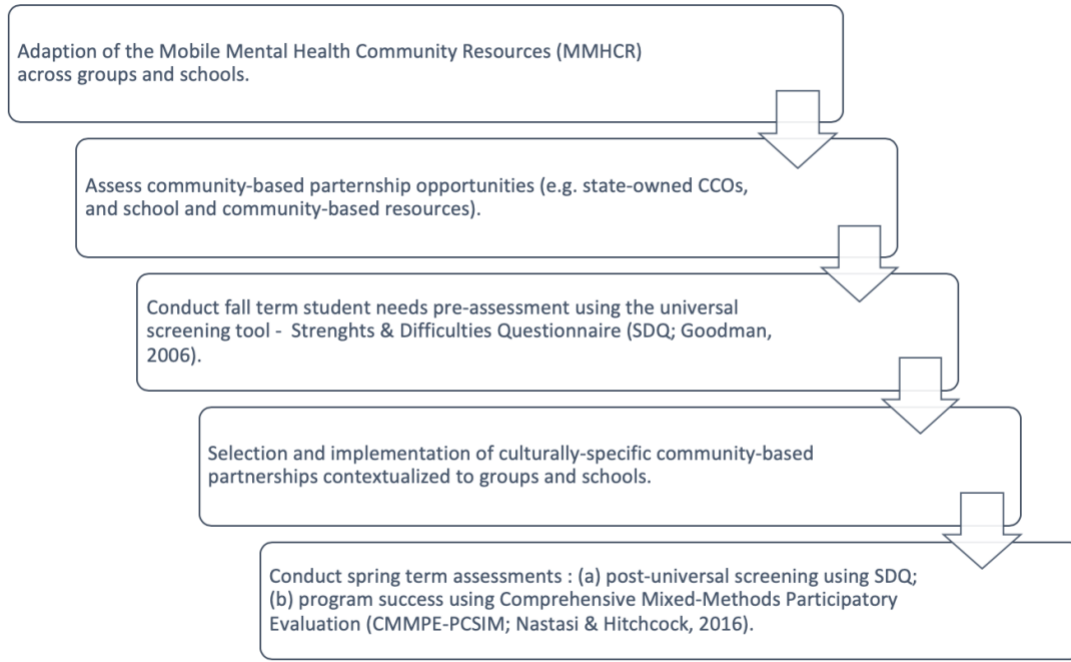 Adaption of the Mobile Mental Health Community Resources (MMHCR)
across groups and schools.
Assess community-based parternship opportunities (e.g. state-owned CCOs,
and school and community-based resources).
Conduct fall term student needs pre-assessment using the universal
screening tool - Strenghts & Difficulties Questionnaire (SDQ; Goodman,
2006).
Selection and implementation of culturally-specific community-based
partnerships contextualized to groups and schools.
Conduct spring term assessments : (a) post-universal screening using SDQ;
(b) program success using Comprehensive Mixed-Methods Participatory
Evaluation (CMMPE-PCSIM; Nastasi & Hitchcock, 2016).